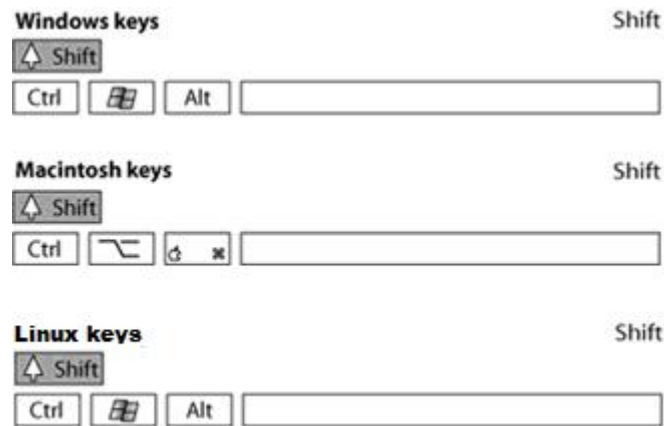 Windows keys Shift
Shift
Ctrl Alt
Macintosh keys Shift
Shift
Ctrl ⌥ ⌘
Linux keys Shift
Shift
Ctrl Alt